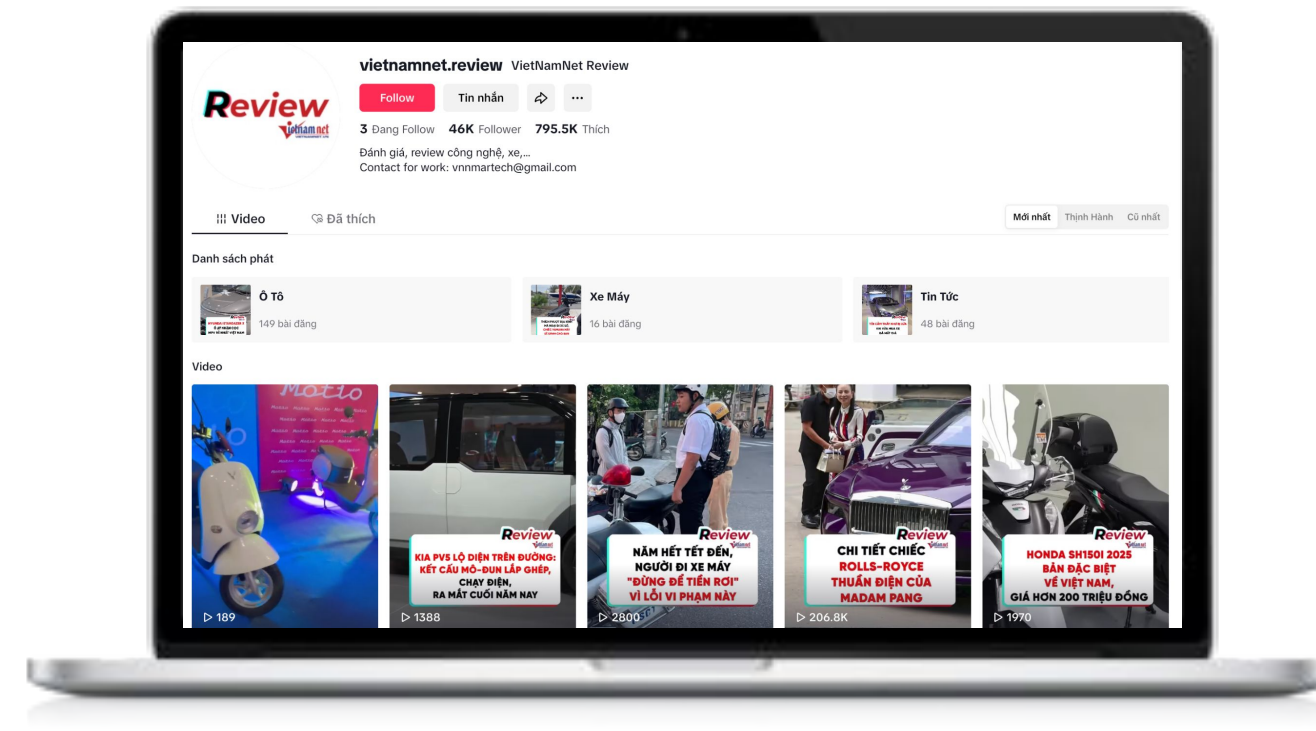 vietnamnet.review VietNamNet Review
Review
Vietnam net
Follow Tin nhắn
3 Đang Follow 46K Follower 795.5K Thích
Đánh giá, review công nghệ, xe,...
Contact for work: vnnmartech@gmail.com
Video Đã thích
Mới nhất Thịnh Hành Cũ nhất
Danh sách phát
Ô Tô
149 bài đăng
Xe Máy
16 bài đăng
Tin Tức
48 bài đăng
Video
Motio
189
Review
KIA PV5 LỘ DIỆN TRÊN ĐƯỜNG:
KẾT CẤU MÔ-ĐUN LẮP GHÉP,
CHẠY ĐIỆN,
RA MẮT CUỐI NĂM NAY
1388
Review
NĂM HẾT TẾT ĐẾN,
NGƯỜI ĐI XE MÁY
"ĐỪNG ĐỂ TIỀN RƠI"
VÌ LỖI VI PHẠM NÀY
2800
Review
CHI TIẾT CHIẾC
ROLLS-ROYCE
THUẦN ĐIỆN CỦA
MADAM PANG
206.8K
Review
HONDA SH150I 2025
BẢN ĐẶC BIỆT
VỀ VIỆT NAM,
GIÁ HƠN 200 TRIỆU ĐỒNG
1970